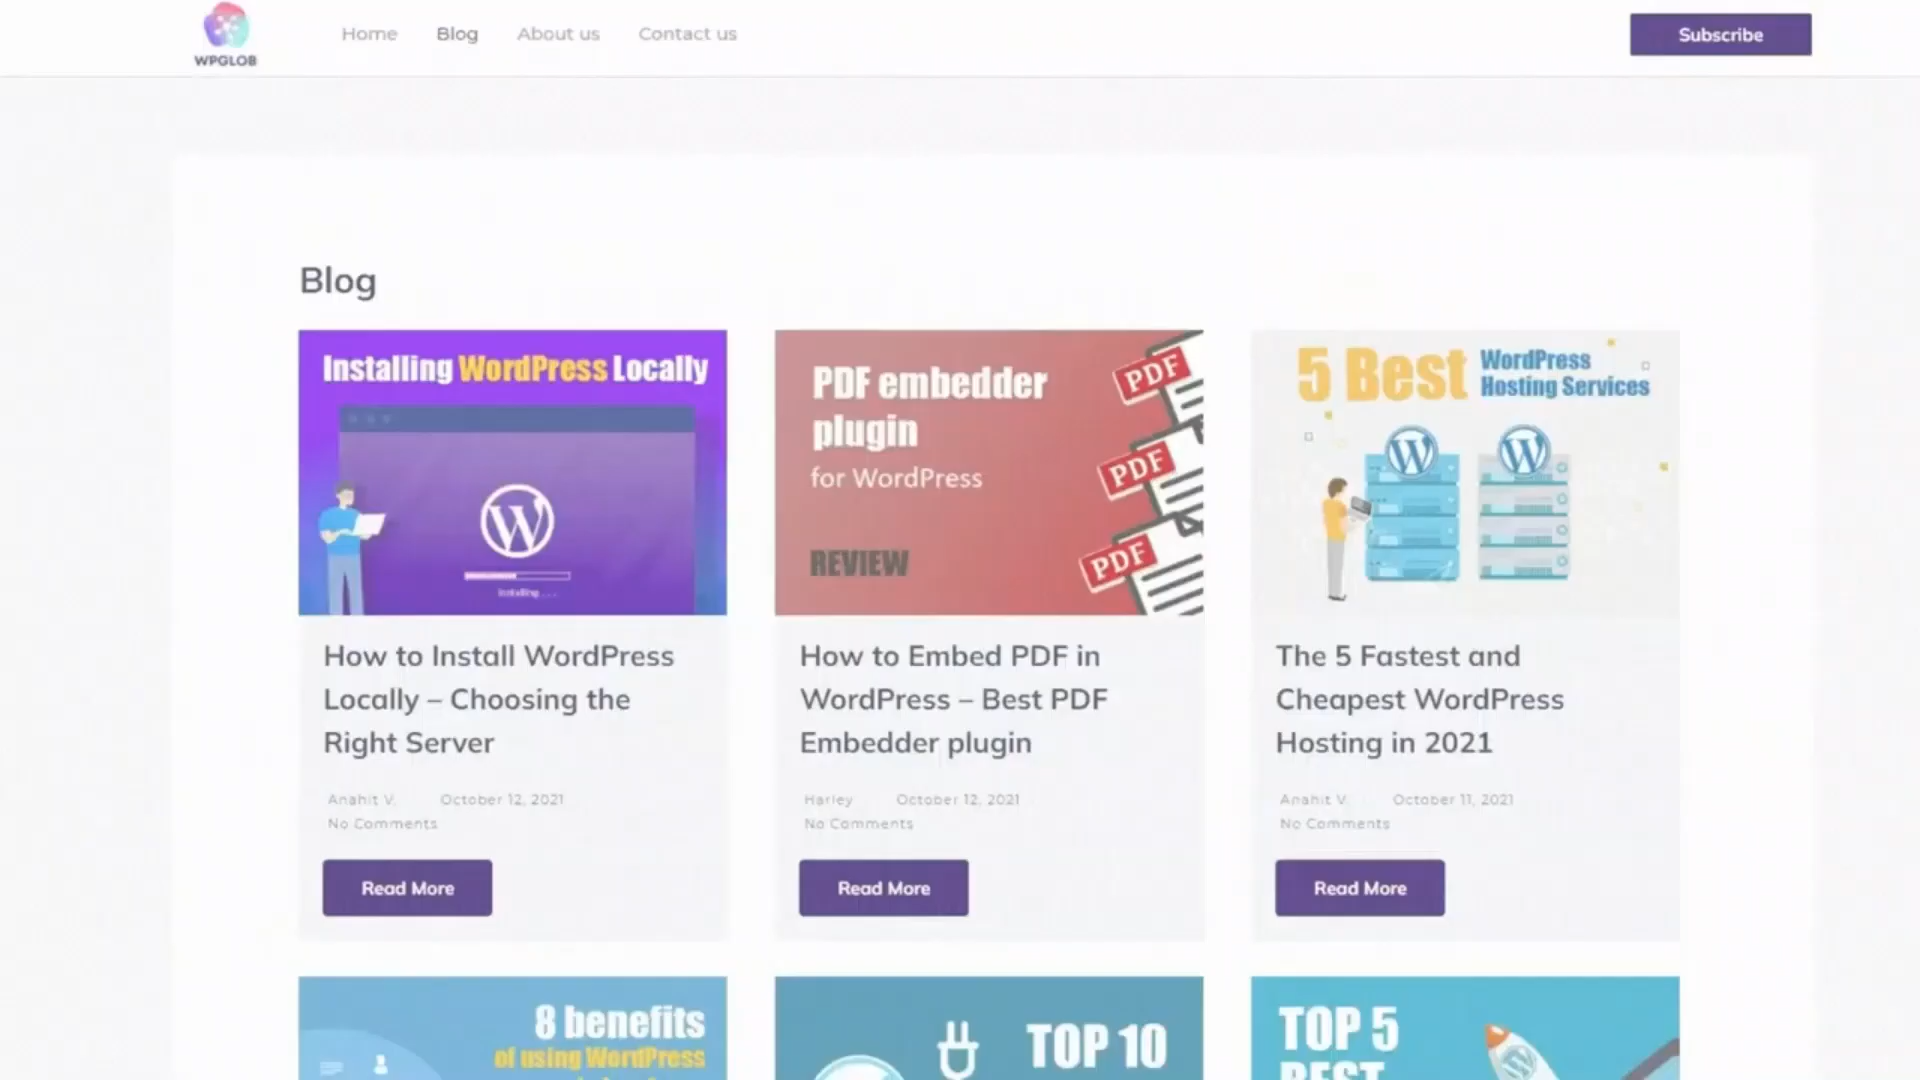 WPGLOB
Home
Blog
About us
Contact us
Subscribe
Blog
Installing WordPress Locally
Installing . . .
PDF embedder
plugin
for WordPress
REVIEW
PDF
PDF
PDF
5 Best
WordPress
Hosting Services
How to Install WordPress
Locally – Choosing the
Right Server
Anahit V. October 12, 2021
No Comments
Read More
How to Embed PDF in
WordPress – Best PDF
Embedder plugin
Harley October 12, 2021
No Comments
Read More
The 5 Fastest and
Cheapest WordPress
Hosting in 2021
Anahit V. October 11, 2021
No Comments
Read More
8 benefits
of using WordPress
TOP 10
TOP 5
BEST